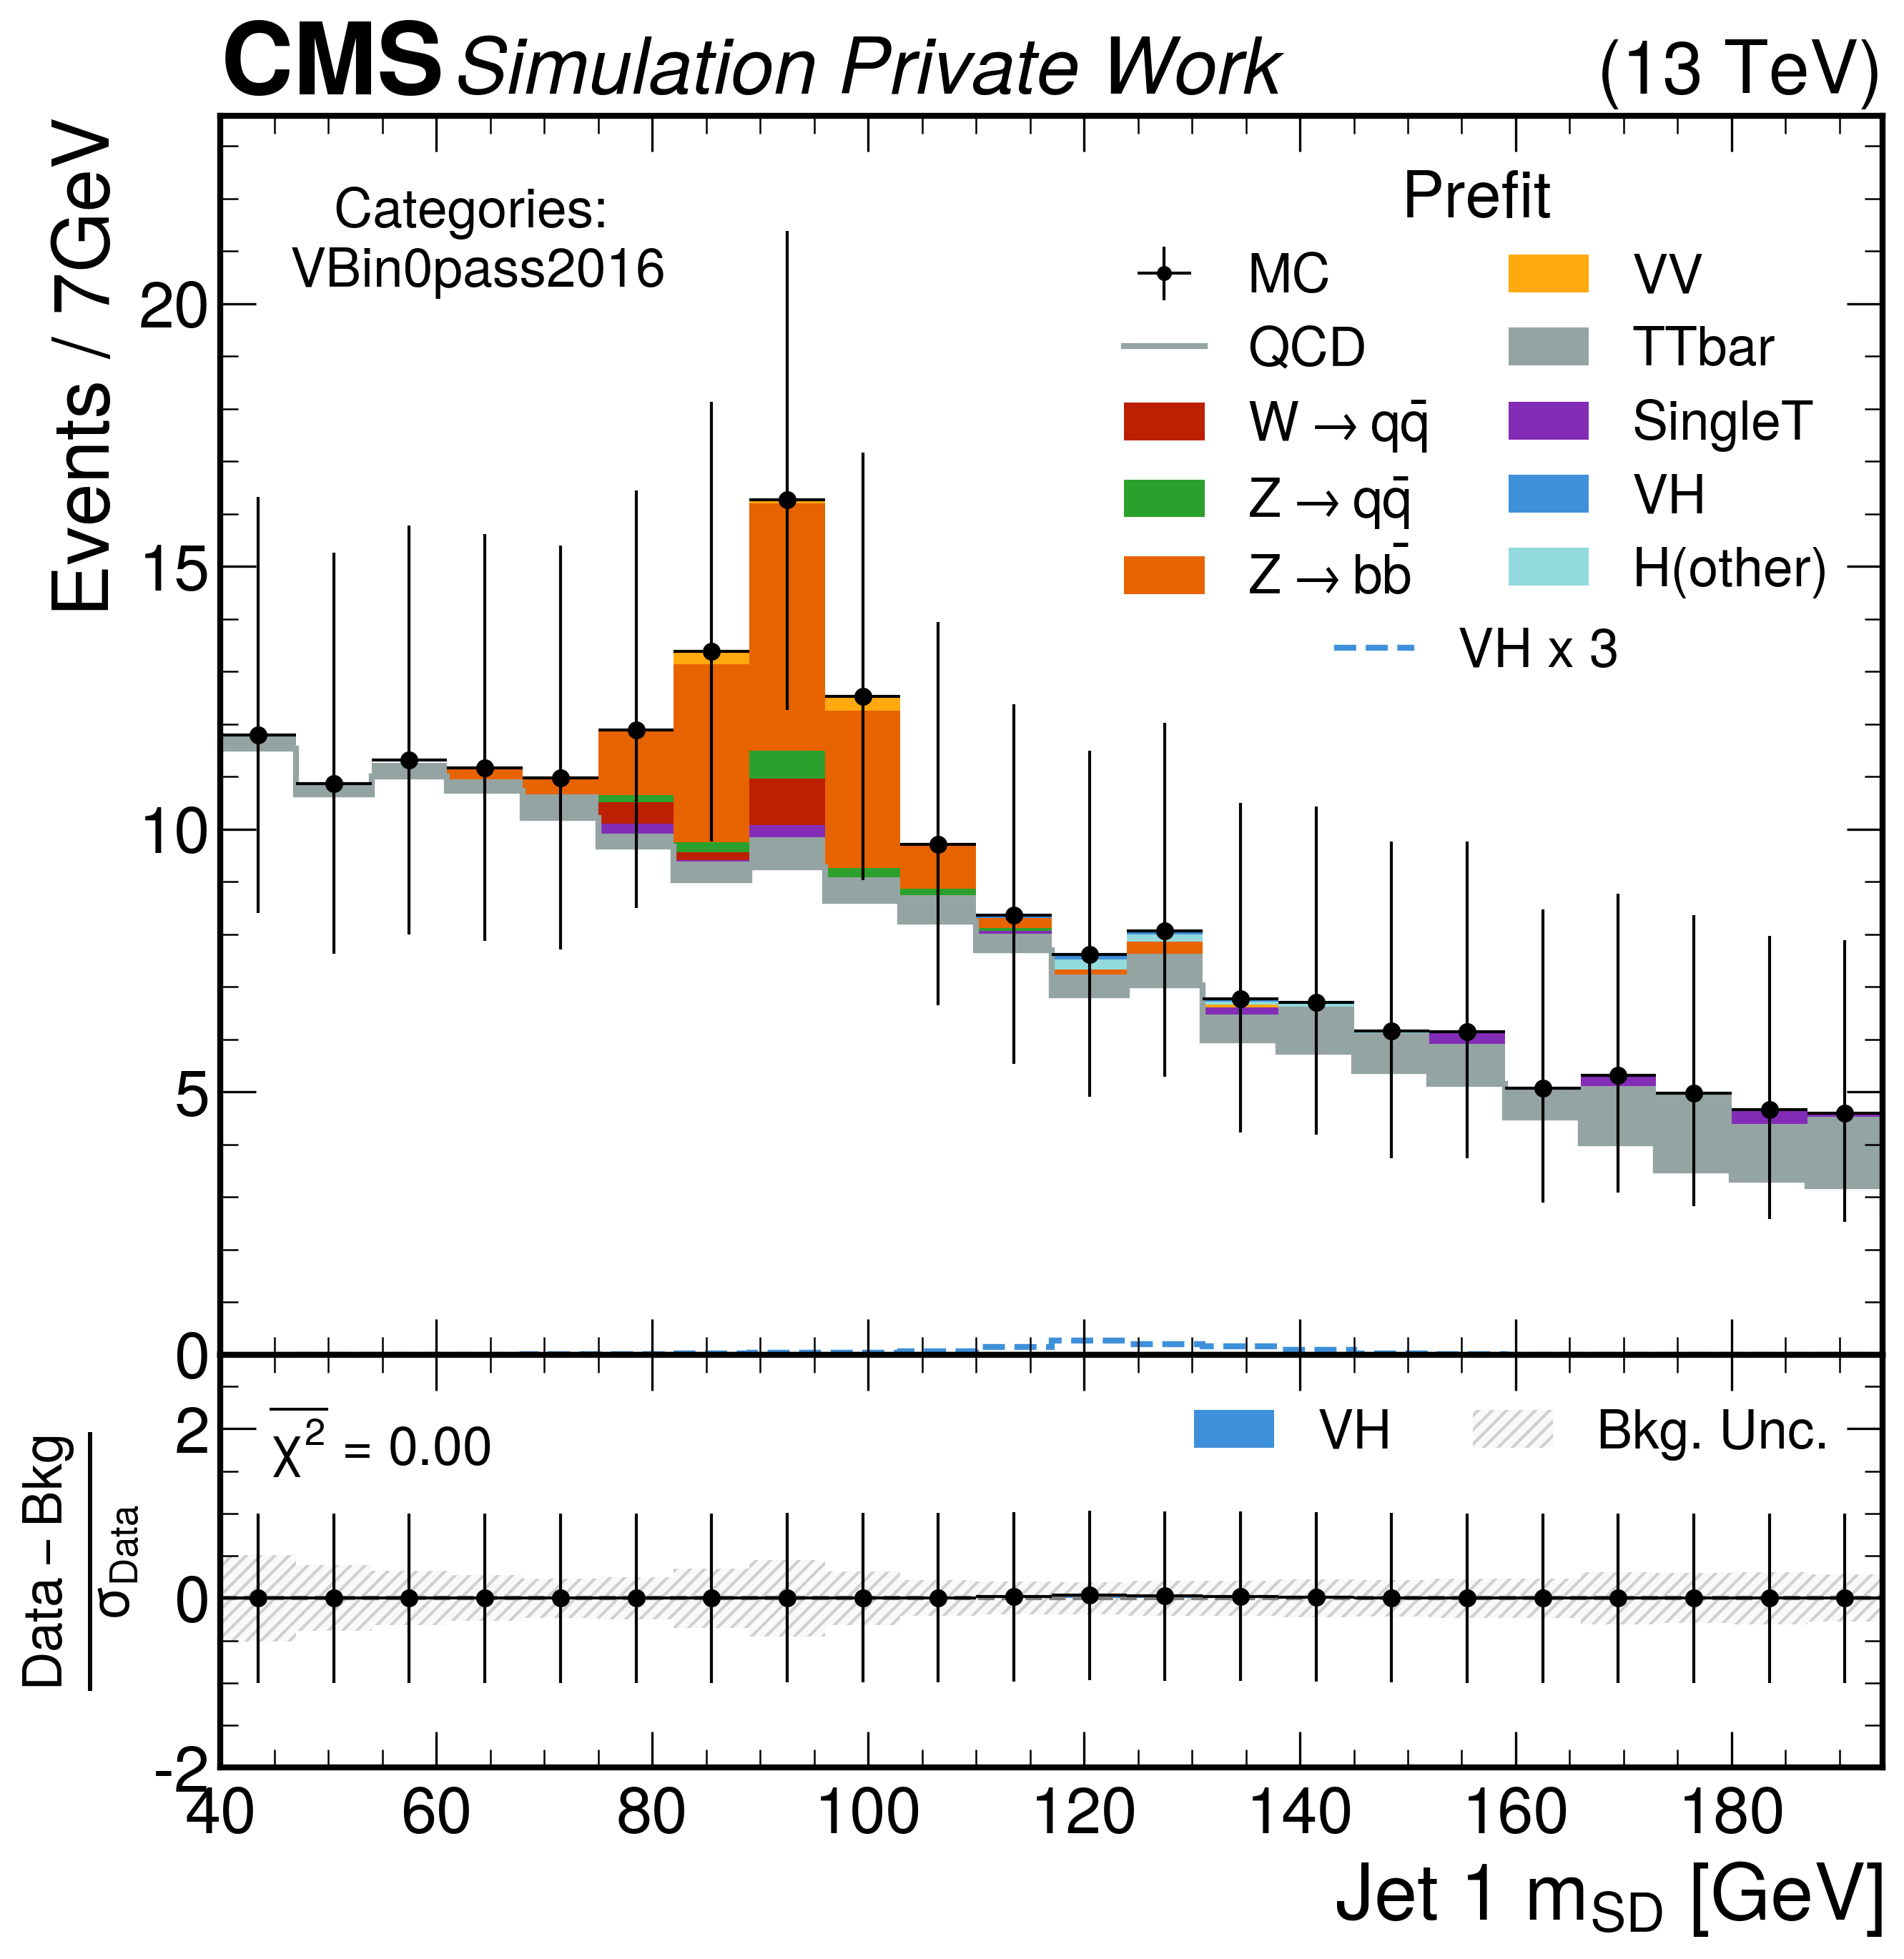 CMS Simulation Private Work (13 TeV)
Events / 7GeV
Categories:
VBin0pass2016
Prefit
MC
QCD
W → qq̄
Z → qq̄
Z → bb̄
VV
TTbar
SingleT
VH
H(other)
VH x 3
20
15
10
5
0
Data – Bkg
σData
χ² = 0.00
VH
Bkg. Unc.
2
0
-2
40 60 80 100 120 140 160 180
Jet 1 mSD [GeV]